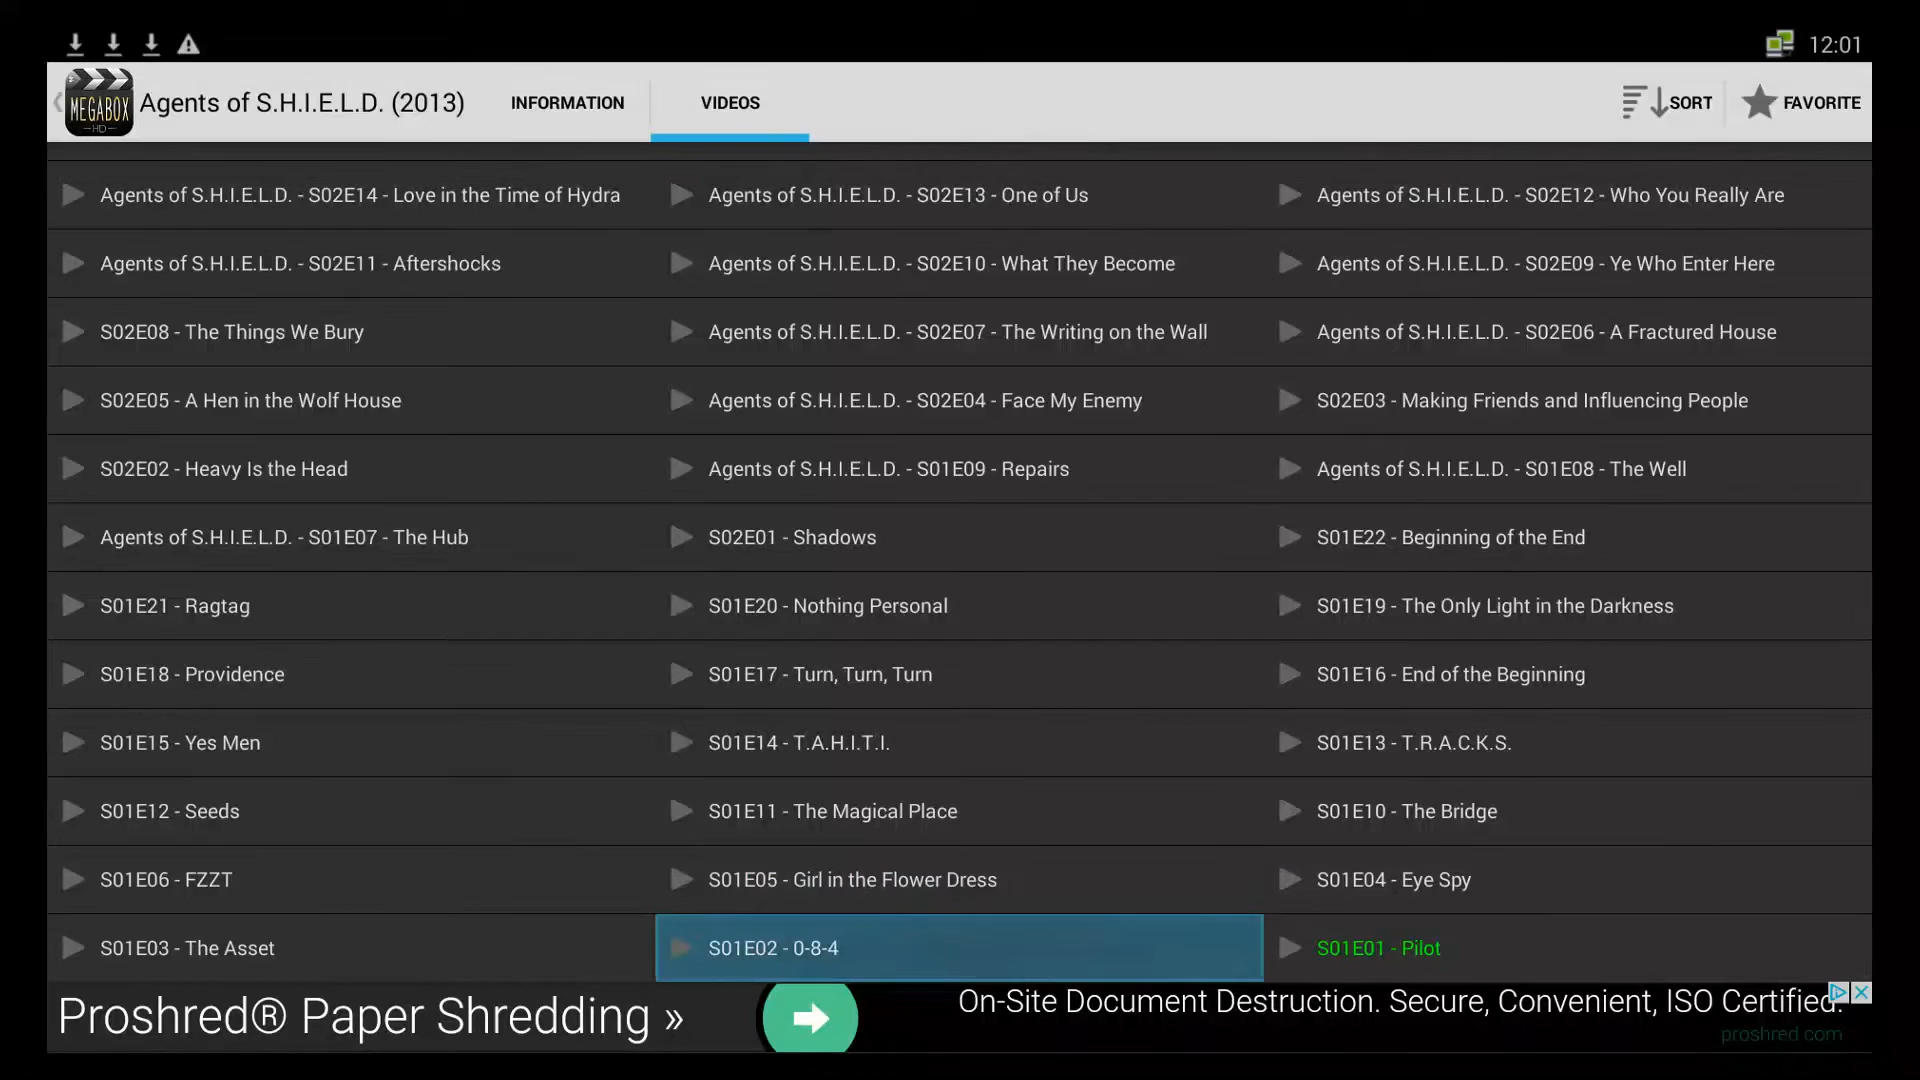 12:01
MEGABOX
HD
Agents of S.H.I.E.L.D. (2013)
INFORMATION
VIDEOS
SORT
FAVORITE
Agents of S.H.I.E.L.D. - S02E14 - Love in the Time of Hydra
Agents of S.H.I.E.L.D. - S02E13 - One of Us
Agents of S.H.I.E.L.D. - S02E12 - Who You Really Are
Agents of S.H.I.E.L.D. - S02E11 - Aftershocks
Agents of S.H.I.E.L.D. - S02E10 - What They Become
Agents of S.H.I.E.L.D. - S02E09 - Ye Who Enter Here
S02E08 - The Things We Bury
Agents of S.H.I.E.L.D. - S02E07 - The Writing on the Wall
Agents of S.H.I.E.L.D. - S02E06 - A Fractured House
S02E05 - A Hen in the Wolf House
Agents of S.H.I.E.L.D. - S02E04 - Face My Enemy
S02E03 - Making Friends and Influencing People
S02E02 - Heavy Is the Head
Agents of S.H.I.E.L.D. - S01E09 - Repairs
Agents of S.H.I.E.L.D. - S01E08 - The Well
Agents of S.H.I.E.L.D. - S01E07 - The Hub
S02E01 - Shadows
S01E22 - Beginning of the End
S01E21 - Ragtag
S01E20 - Nothing Personal
S01E19 - The Only Light in the Darkness
S01E18 - Providence
S01E17 - Turn, Turn, Turn
S01E16 - End of the Beginning
S01E15 - Yes Men
S01E14 - T.A.H.I.T.I.
S01E13 - T.R.A.C.K.S.
S01E12 - Seeds
S01E11 - The Magical Place
S01E10 - The Bridge
S01E06 - FZZT
S01E05 - Girl in the Flower Dress
S01E04 - Eye Spy
S01E03 - The Asset
S01E02 - 0-8-4
S01E01 - Pilot
Proshred® Paper Shredding »
On-Site Document Destruction. Secure, Convenient, ISO Certified.
proshred.com